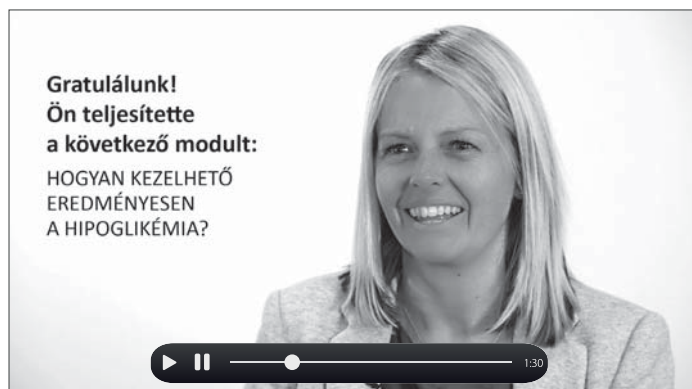 Gratulálunk!
Ön teljesítette
a következő modult:
HOGYAN KEZELHETŐ
EREDMÉNYESEN
A HIPOGLIKÉMIA?
1:30